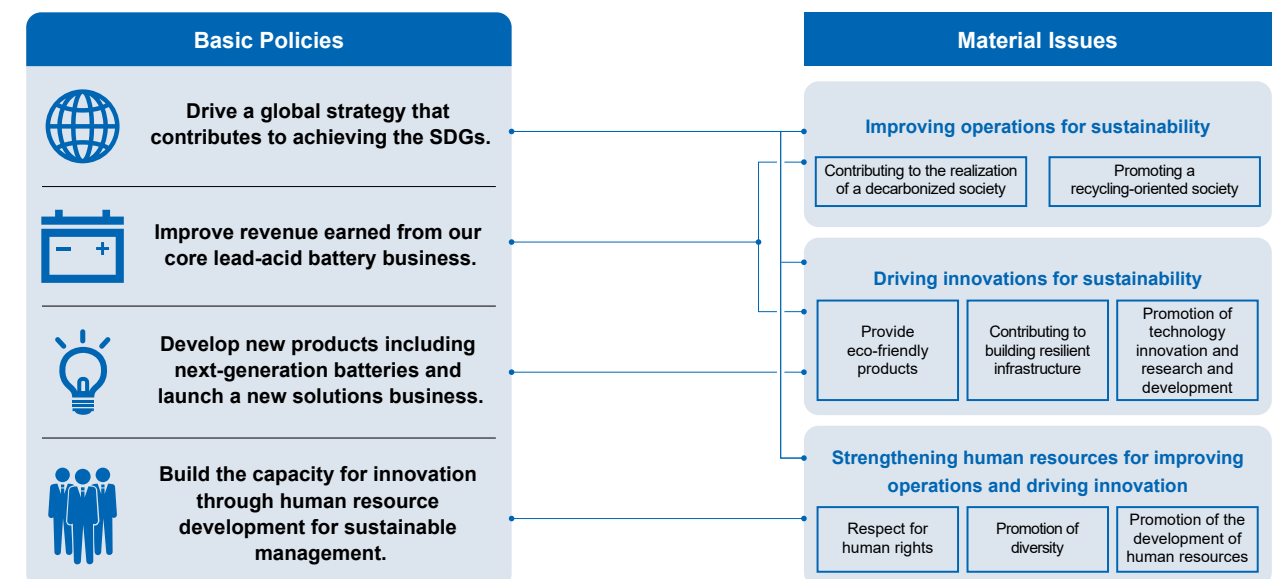 Basic Policies
Drive a global strategy that
contributes to achieving the SDGs.
Improve revenue earned from our
core lead-acid battery business.
Develop new products including
next-generation batteries and
launch a new solutions business.
Build the capacity for innovation
through human resource
development for sustainable
management.
Material Issues
Improving operations for sustainability
Contributing to the realization
of a decarbonized society
Promoting a
recycling-oriented society
Driving innovations for sustainability
Provide
eco-friendly
products
Contributing to
building resilient
infrastructure
Promotion of
technology
innovation and
research and
development
Strengthening human resources for improving
operations and driving innovation
Respect for
human rights
Promotion of
diversity
Promotion of the
development of
human resources